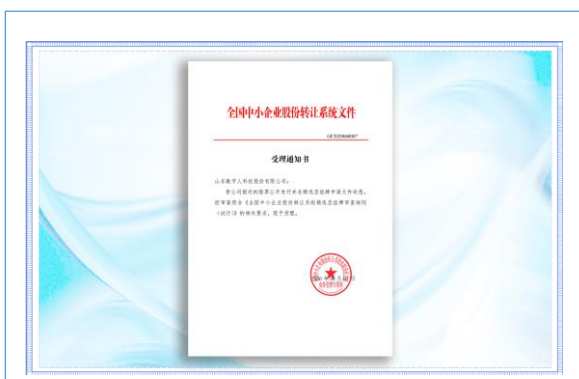 全国中小企业股份转让系统文件
受理通知书
山东数字人科技股份有限公司：
贵公司报送的股票公开发行并在精选层挂牌申请文件收悉。
经审查符合《全国中小企业股份转让系统精选层挂牌审查细则
（试行）》的相关要求，现予受理。